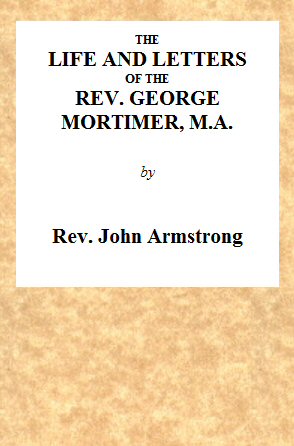 THE
LIFE AND LETTERS
OF THE
REV. GEORGE
MORTIMER, M.A.
by
Rev. John Armstrong